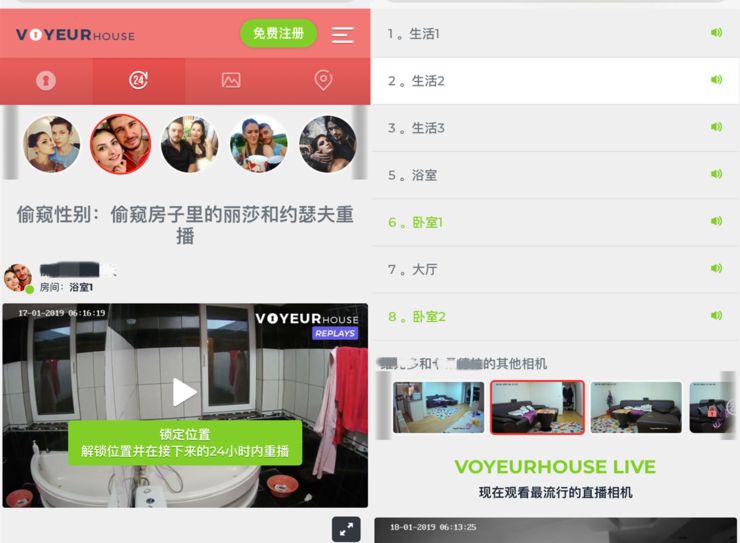 VOYEURHOUSE
免费注册
24
偷窥性别：偷窥房子里的丽莎和约瑟夫重
播
房间：浴室1
17-01-2019 06:16:19
VOYEURHOUSE
REPLAYS
锁定位置
解锁位置并在接下来的24小时内重播
1 。生活1
2 。生活2
3 。生活3
5 。浴室
6 。卧室1
7 。大厅
8 。卧室2
和
的其他相机
VOYEURHOUSE LIVE
现在观看最流行的直播相机
18-01-2019 06:13:25